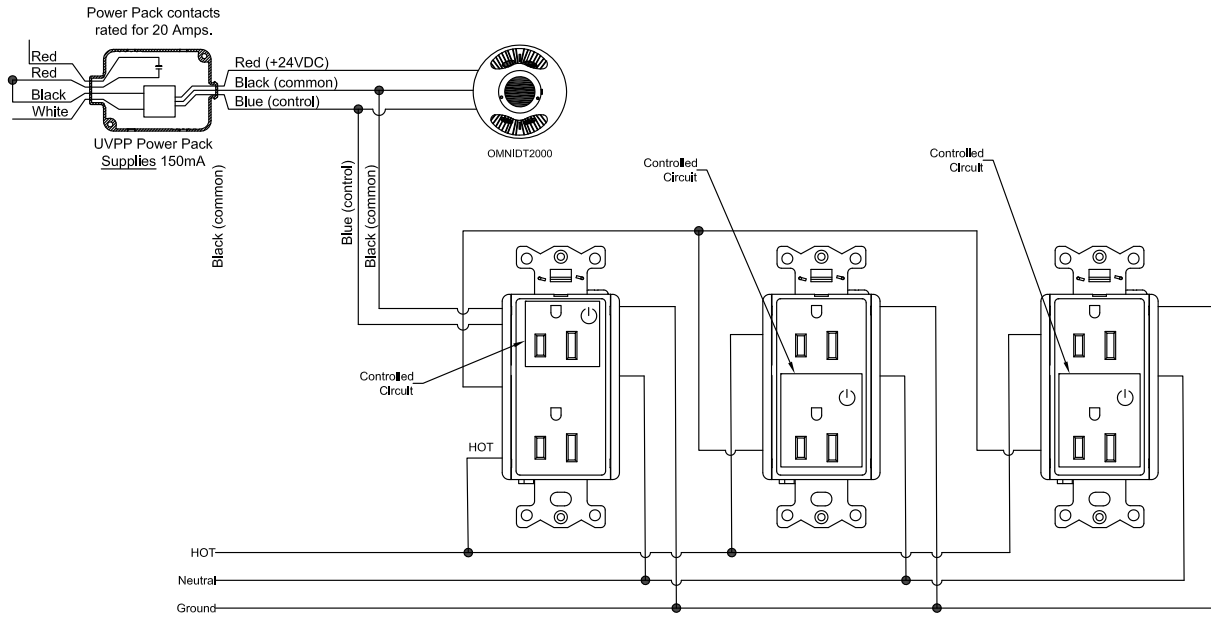 Power Pack contacts
rated for 20 Amps.
Red
Red
Black
White
UVPP Power Pack
Supplies 150mA
Red (+24VDC)
Black (common)
Blue (control)
OMNIDT2000
Black (common)
Blue (control)
Black (common)
Controlled
Circuit
Controlled
Circuit
Controlled
Circuit
HOT
HOT
Neutral
Ground